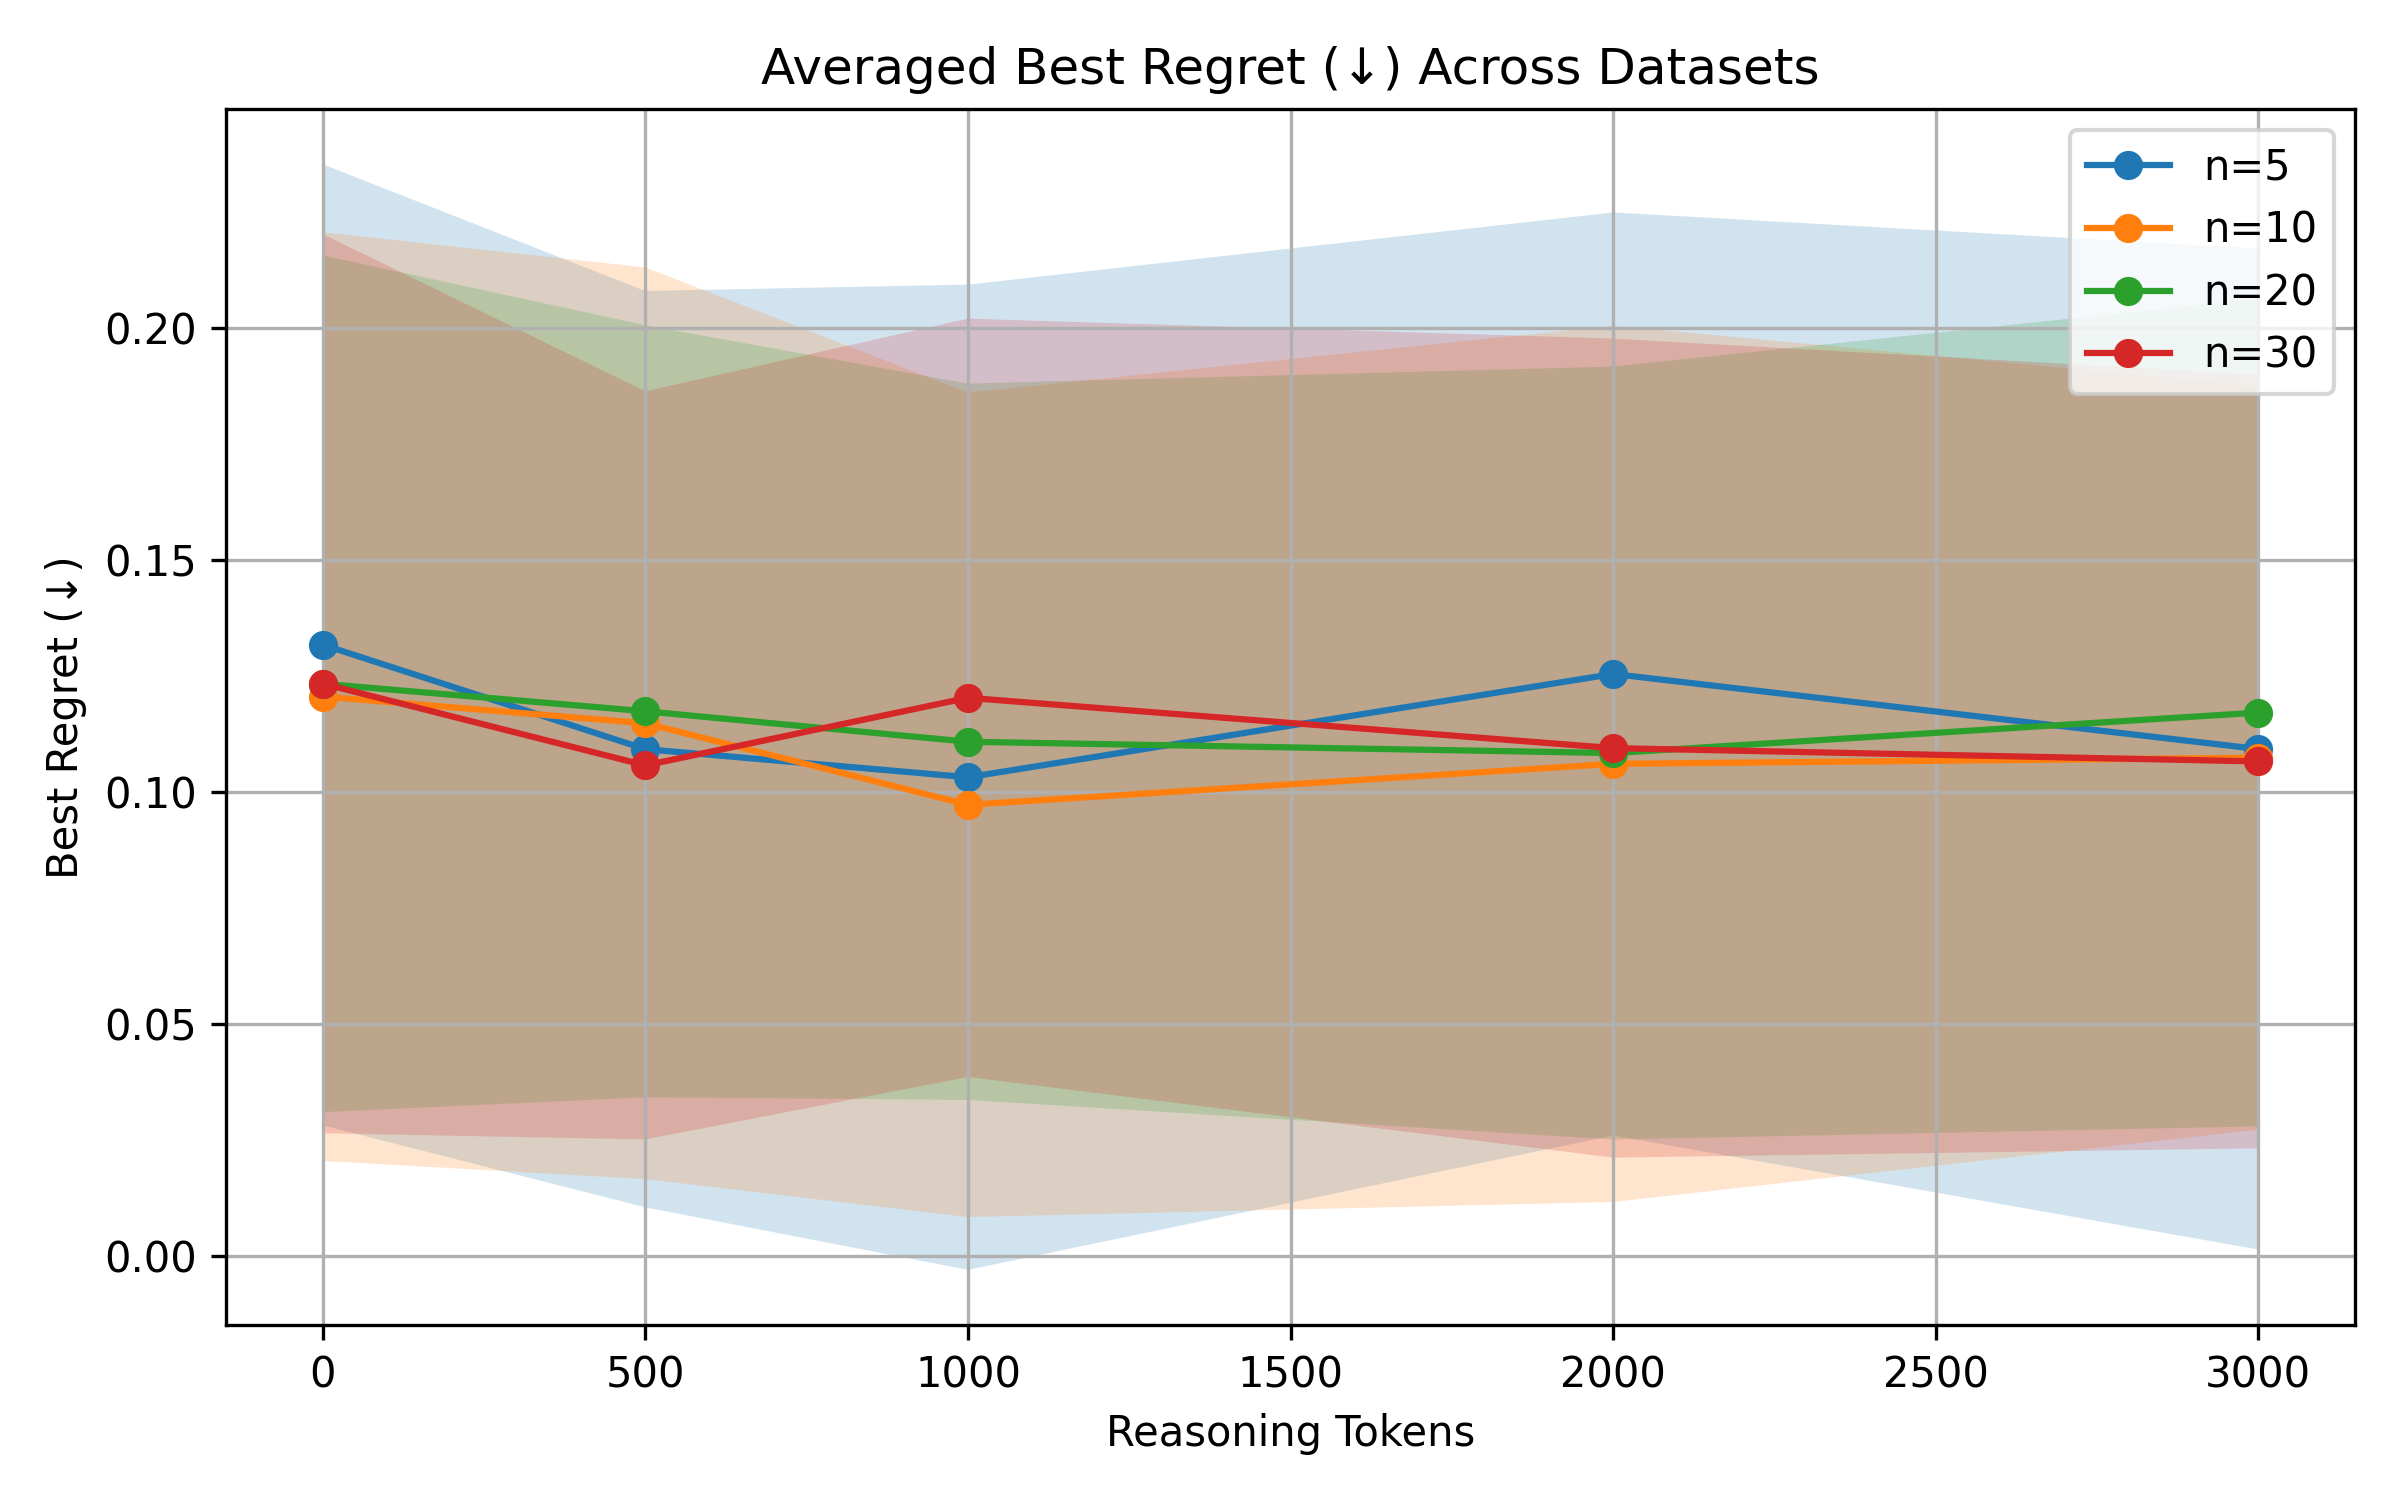 Averaged Best Regret (↓) Across Datasets
n=5
n=10
n=20
n=30
Best Regret (↓)
0.20
0.15
0.10
0.05
0.00
0 500 1000 1500 2000 2500 3000
Reasoning Tokens